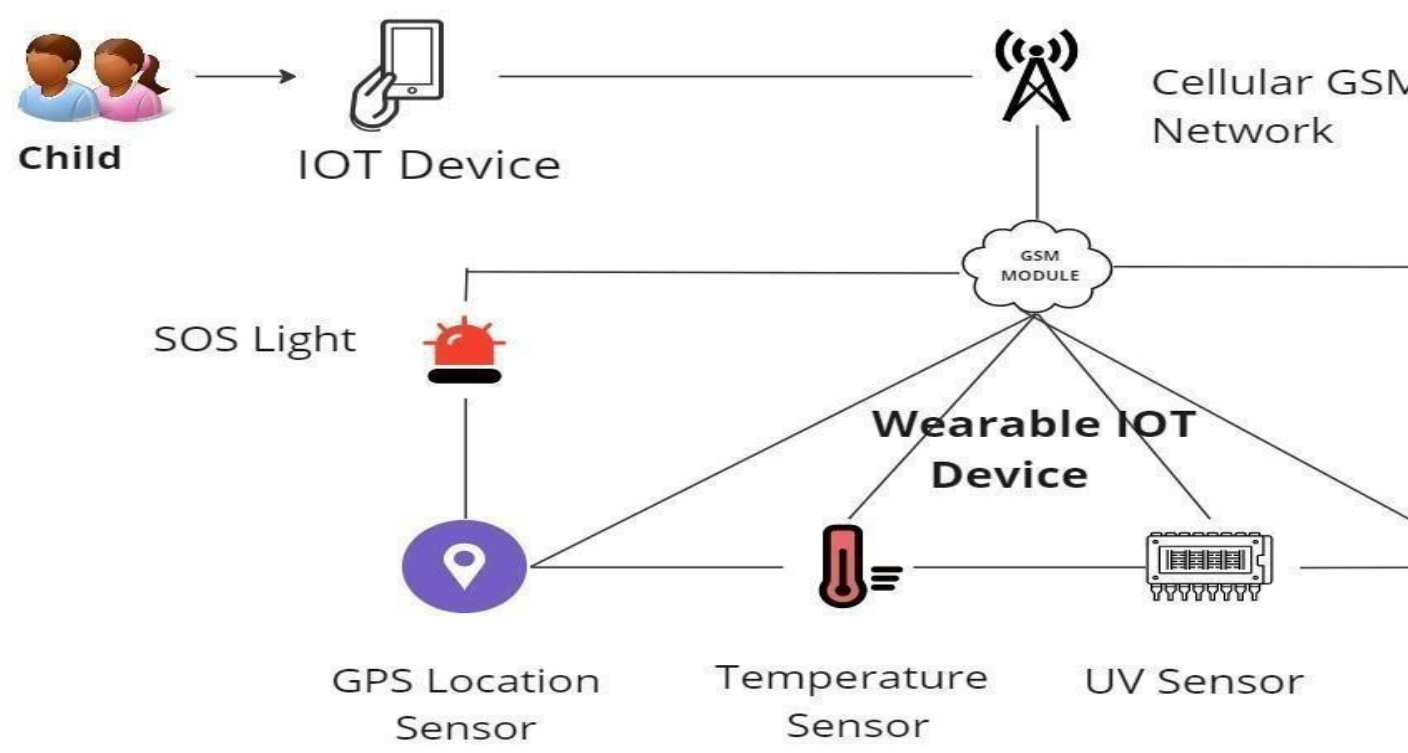 Child
IOT Device
Cellular GSM
Network
GSM
MODULE
SOS Light
Wearable IOT
Device
GPS Location
Sensor
Temperature
Sensor
UV Sensor